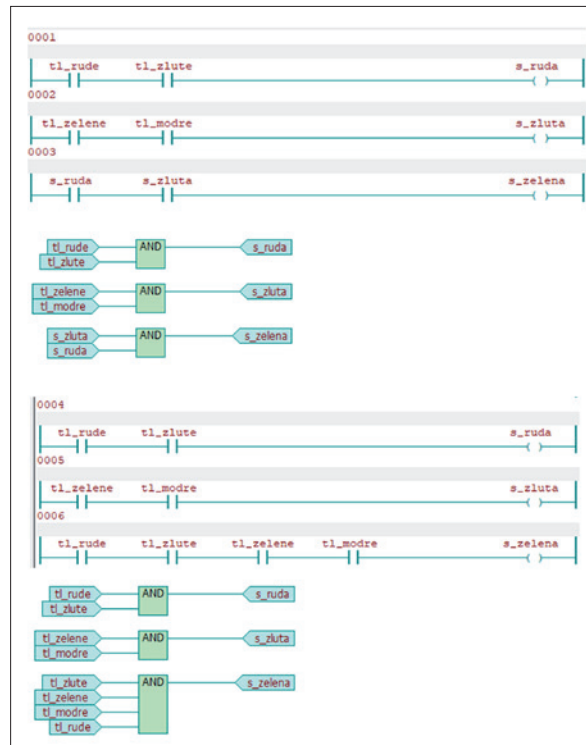 0001
tl_rude tl_zlute s_ruda
0002
tl_zelene tl_modre s_zluta
0003
s_ruda s_zluta s_zelena
tl_rude AND s_ruda
tl_zlute
tl_zelene AND s_zluta
tl_modre
s_zluta AND s_zelena
s_ruda
0004
tl_rude tl_zlute s_ruda
0005
tl_zelene tl_modre s_zluta
0006
tl_rude tl_zlute tl_zelene tl_modre s_zelena
tl_rude AND s_ruda
tl_zlute
tl_zelene AND s_zluta
tl_modre
tl_zlute AND s_zelena
tl_zelene
tl_modre
tl_rude